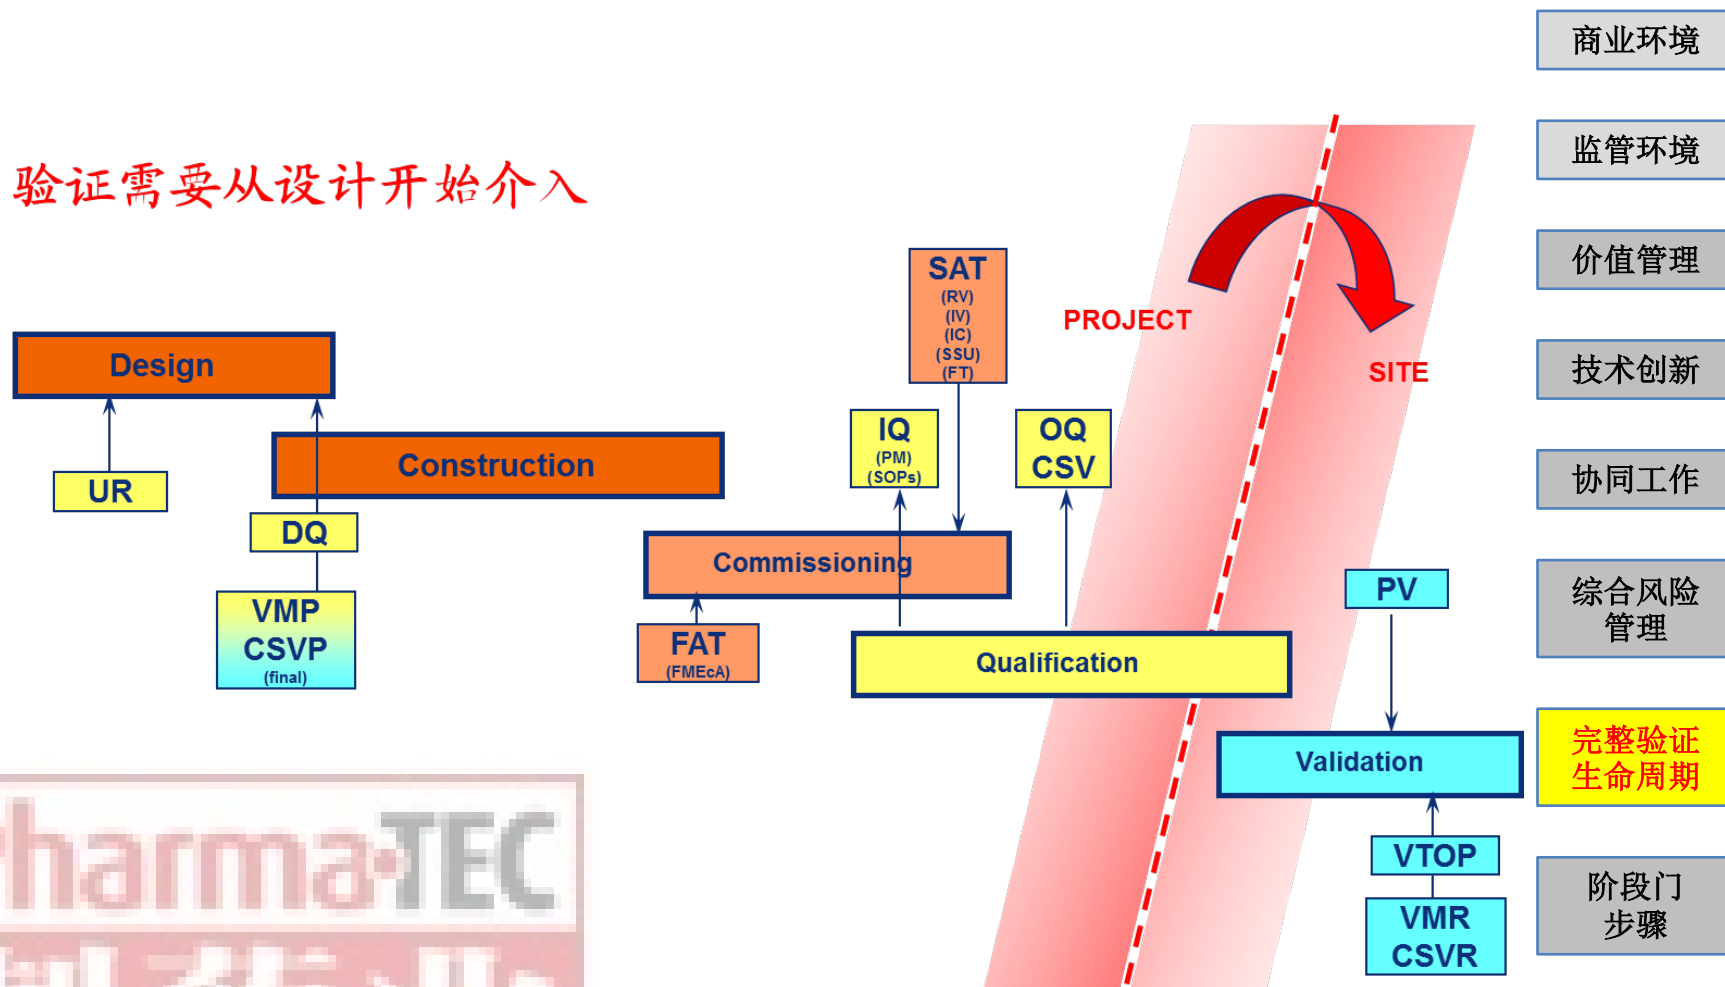 验证需要从设计开始介入
Design
UR
Construction
DQ
VMP
CSVP
(final)
SAT
(RV)
(IV)
(IC)
(SSU)
(FT)
IQ
(PM)
(SOPs)
OQ
CSV
Commissioning
FAT
(FMEcA)
Qualification
PROJECT
SITE
PV
Validation
VTOP
VMR
CSVR
商业环境
监管环境
价值管理
技术创新
协同工作
综合风险
管理
完整验证
生命周期
阶段门
步骤
harma•TEC